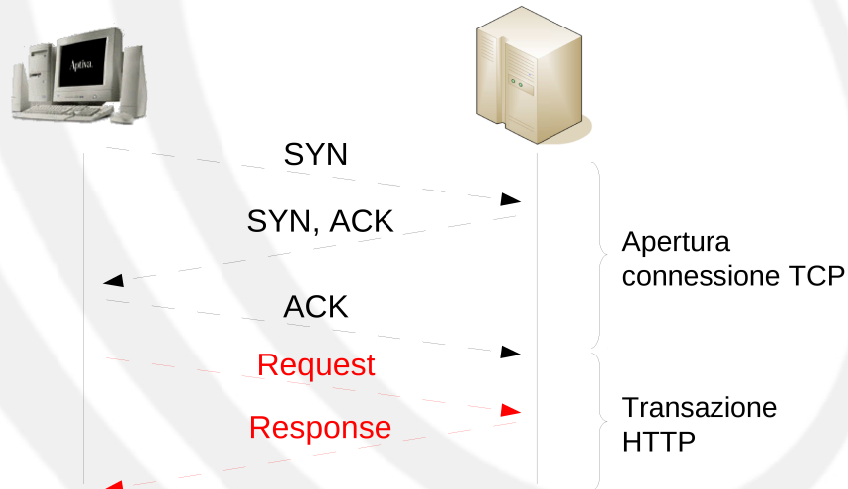 Aptiva
SYN
SYN, ACK
Apertura
connessione TCP
ACK
Request
Transazione
Response
HTTP